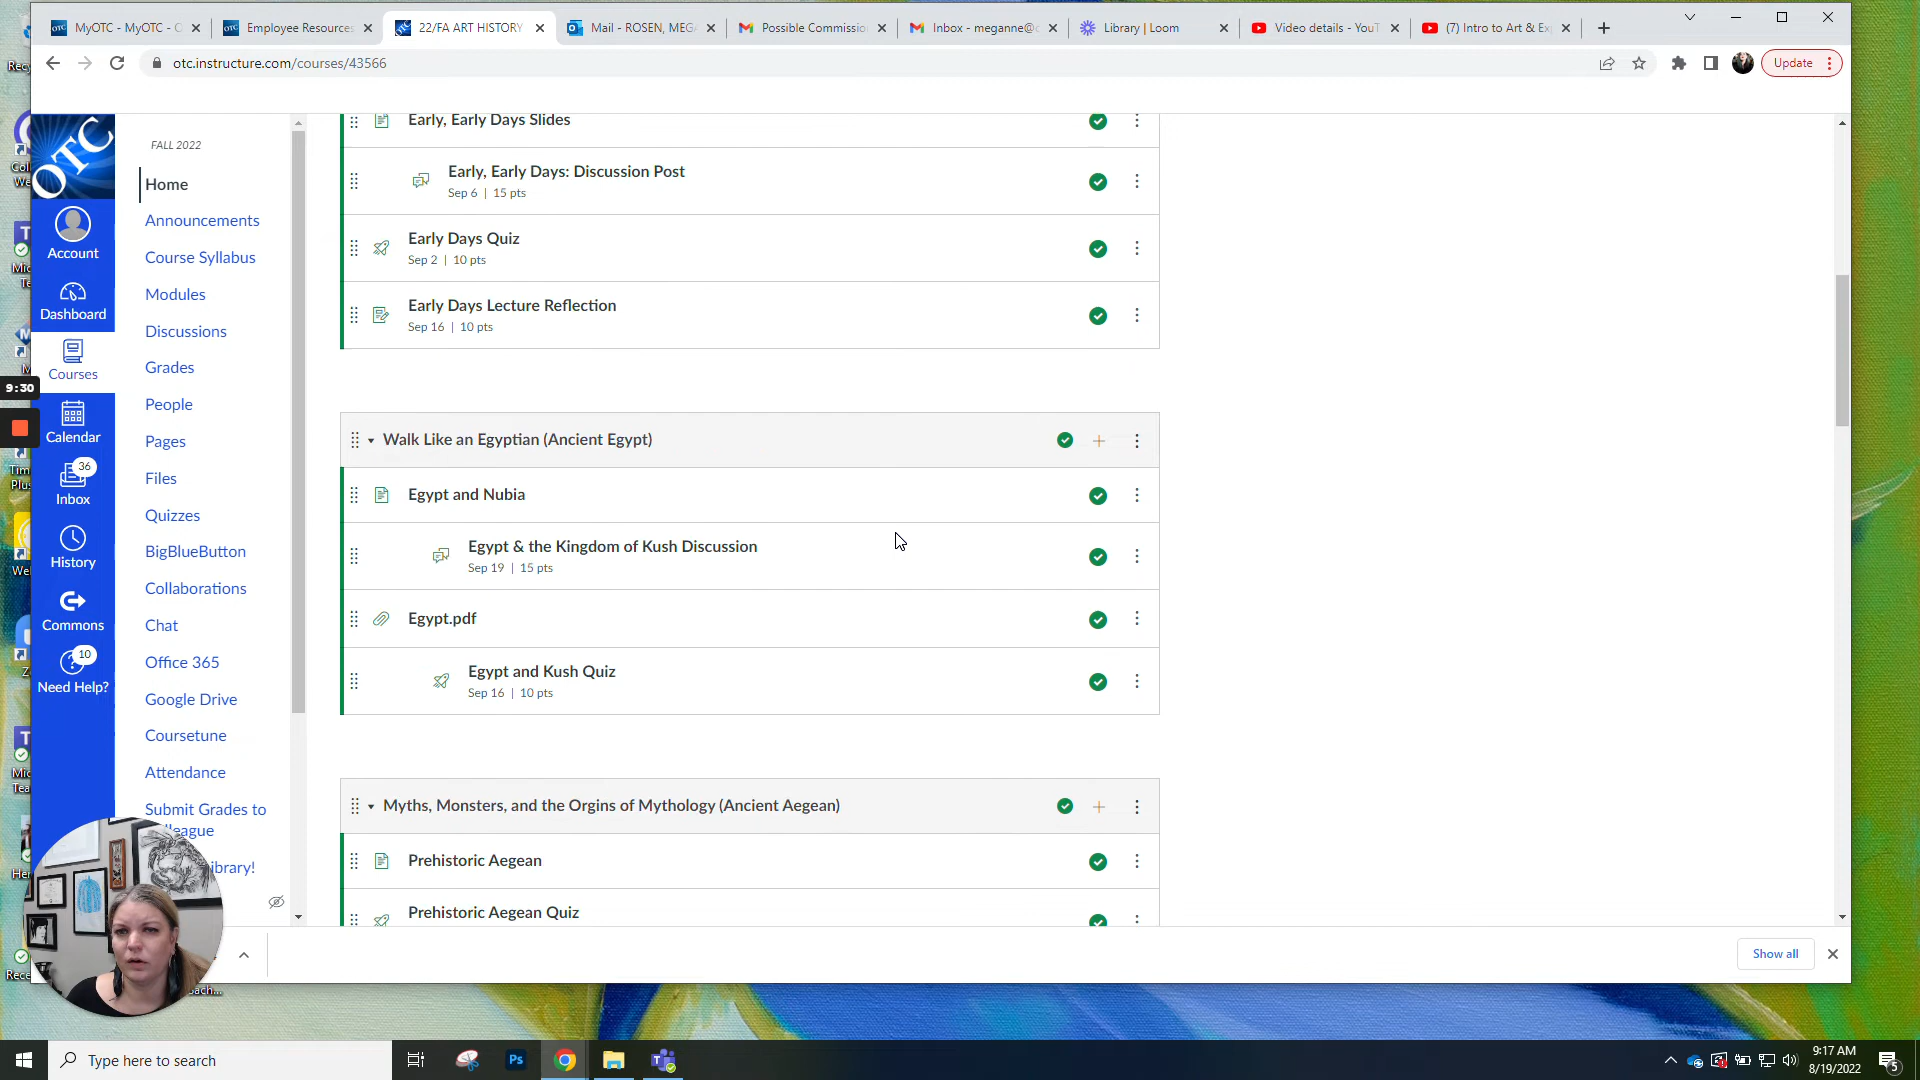 MyOTC - MyOTC - O
Employee Resources
22/FA ART HISTORY
Mail - ROSEN, MEGA
Possible Commissio
Inbox - meganne@c
Library | Loom
Video details - YouT
(7) Intro to Art & Ex
otc.instructure.com/courses/43566
Update
OTC
Account
Dashboard
Courses
9:30
Calendar
36
Inbox
History
Commons
10
Need Help?
FALL 2022
Home
Announcements
Course Syllabus
Modules
Discussions
Grades
People
Pages
Files
Quizzes
BigBlueButton
Collaborations
Chat
Office 365
Google Drive
Coursetune
Attendance
Submit Grades to
lleague
ibrary!
Early, Early Days Slides
Early, Early Days: Discussion Post
Sep 6 | 15 pts
Early Days Quiz
Sep 2 | 10 pts
Early Days Lecture Reflection
Sep 16 | 10 pts
Walk Like an Egyptian (Ancient Egypt)
Egypt and Nubia
Egypt & the Kingdom of Kush Discussion
Sep 19 | 15 pts
Egypt.pdf
Egypt and Kush Quiz
Sep 16 | 10 pts
Myths, Monsters, and the Orgins of Mythology (Ancient Aegean)
Prehistoric Aegean
Prehistoric Aegean Quiz
Show all
Type here to search
Ps
9:17 AM
8/19/2022
5